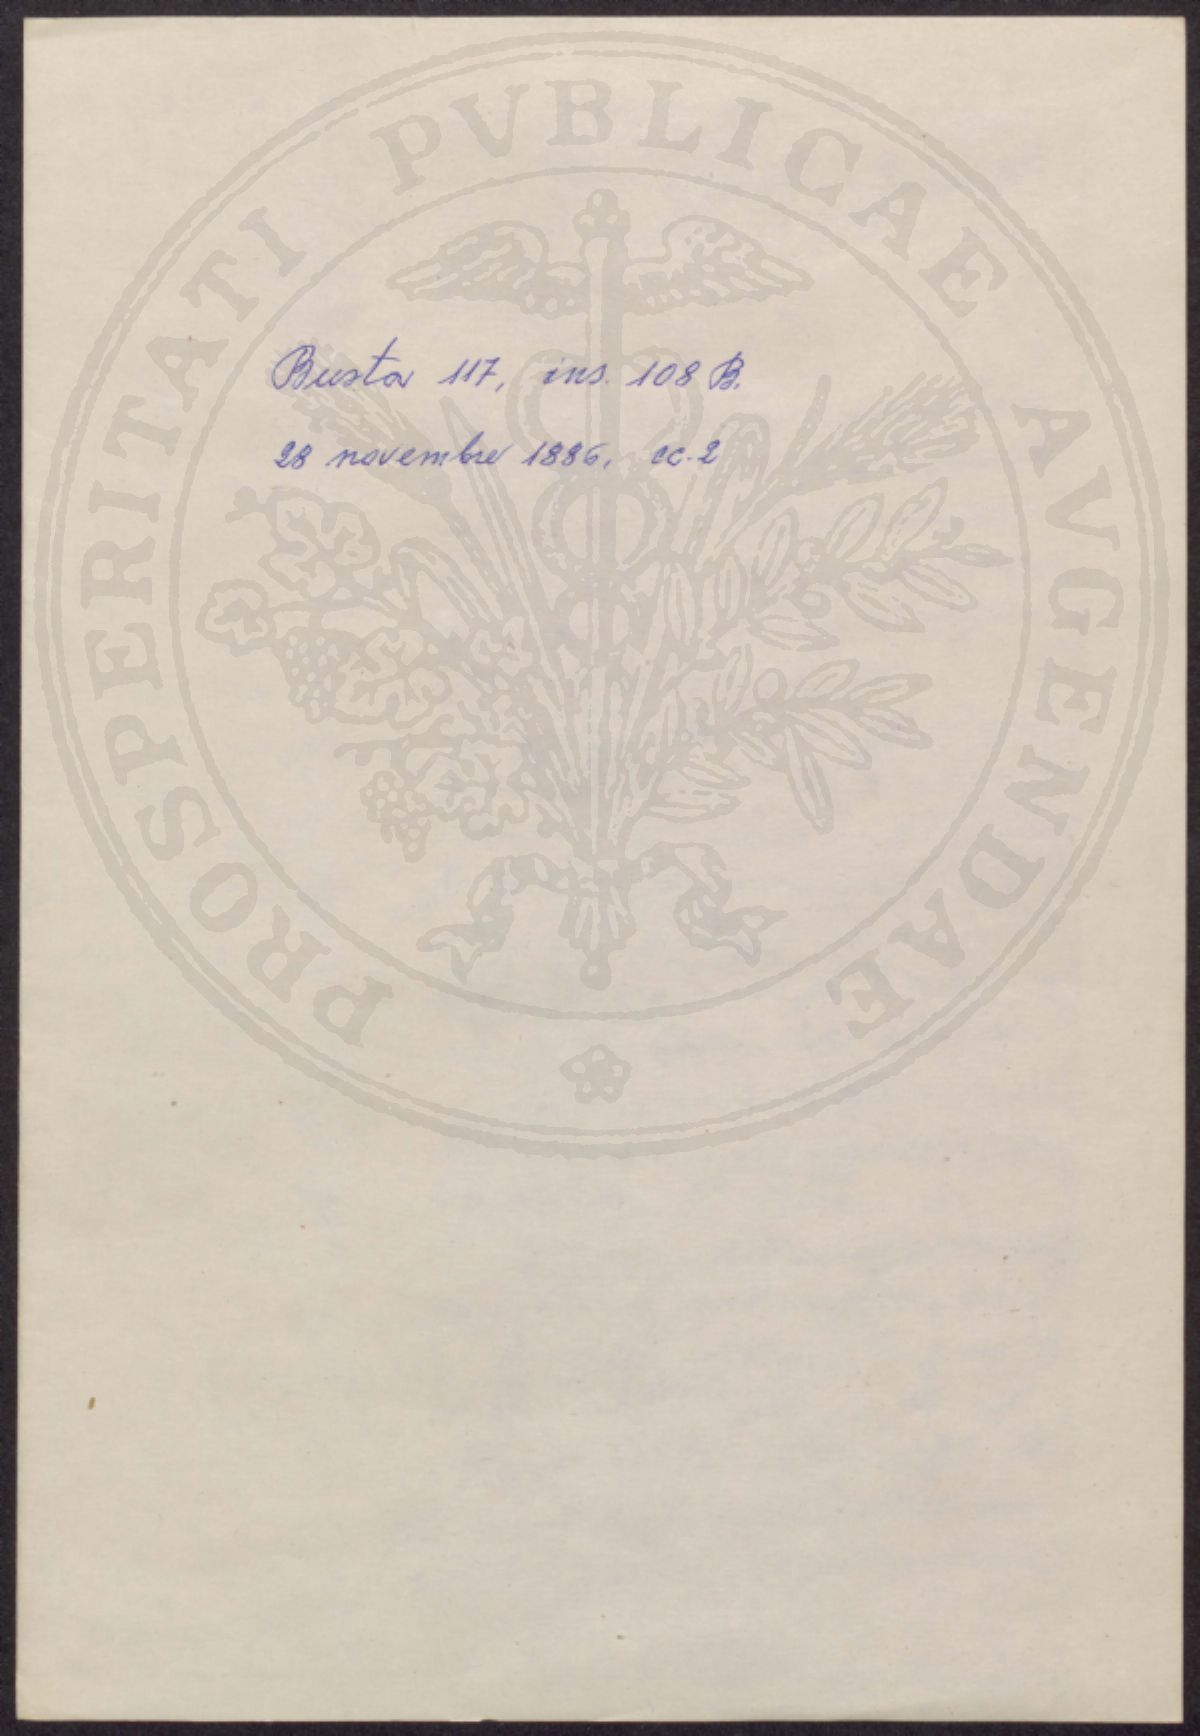 PROSPERITATI PVBLICAE AVGENDAE
Busta 117, ins. 108 B.
28 novembre 1886, cc. 2